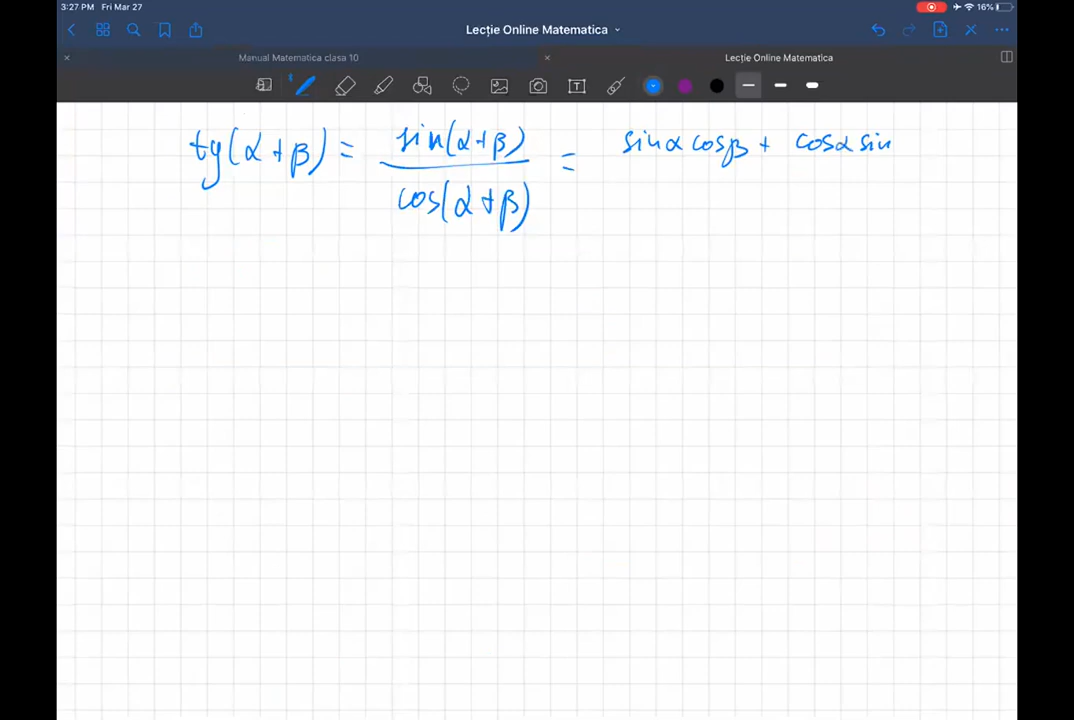 3:27 PM Fri Mar 27 16%
Lecție Online Matematica
Manual Matematica clasa 10 Lecție Online Matematica
tg(α+β) = sin(α+β) / cos(α+β) = sinα cosβ + cosα sin